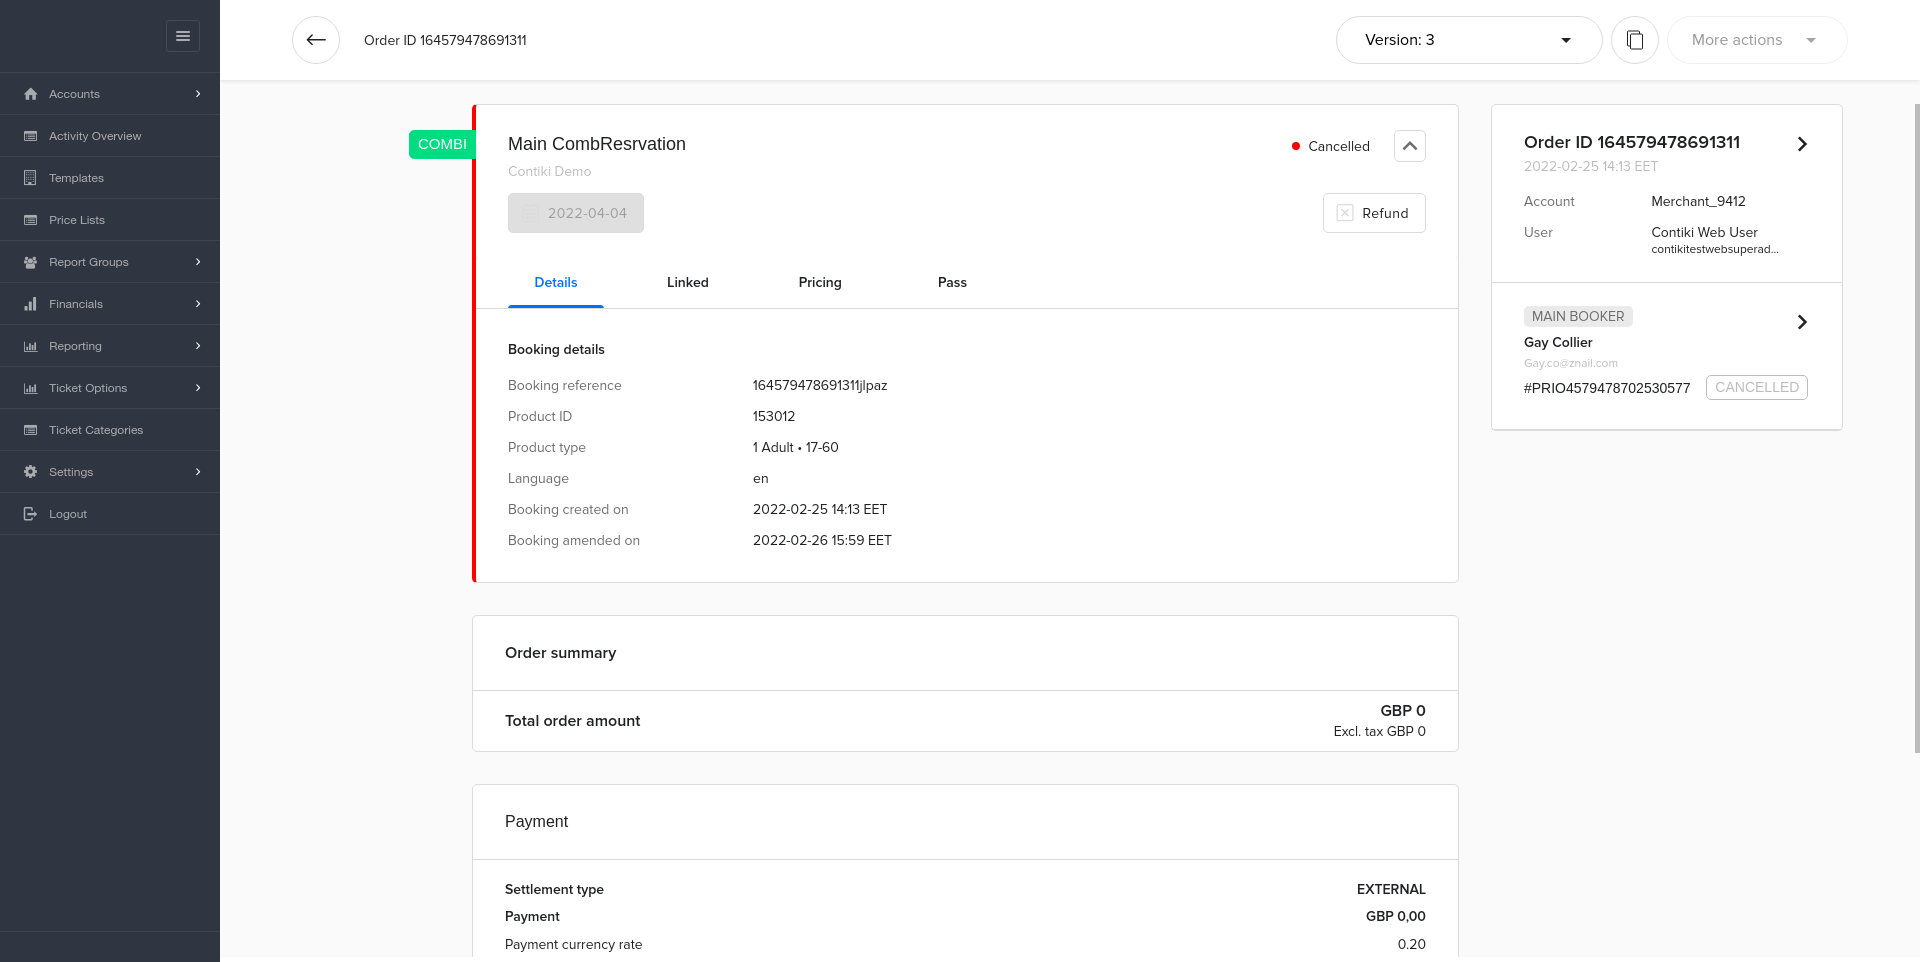 Order ID 164579478691311
Version: 3
More actions
Accounts
Activity Overview
Templates
Price Lists
Report Groups
Financials
Reporting
Ticket Options
Ticket Categories
Settings
Logout
COMBI
Main CombResrvation
Cancelled
Contiki Demo
2022-04-04
Refund
Details
Linked
Pricing
Pass
Booking details
Booking reference
164579478691311jlpaz
Product ID
153012
Product type
1 Adult • 17-60
Language
en
Booking created on
2022-02-25 14:13 EET
Booking amended on
2022-02-26 15:59 EET
Order summary
Total order amount
GBP 0
Excl. tax GBP 0
Payment
Settlement type
EXTERNAL
Payment
GBP 0,00
Payment currency rate
0.20
Order ID 164579478691311
2022-02-25 14:13 EET
Account
Merchant_9412
User
Contiki Web User
contikitestwebsuperad...
MAIN BOOKER
Gay Collier
Gay.co@znail.com
#PRIO4579478702530577
CANCELLED